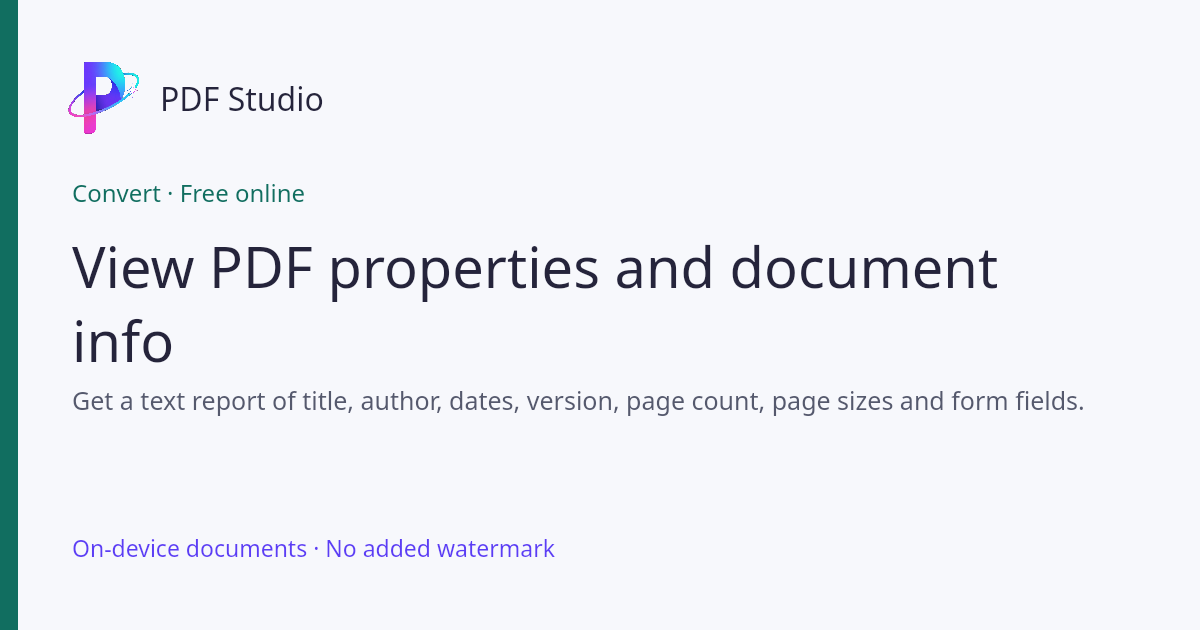 PDF Studio
Convert · Free online
View PDF properties and document
info
Get a text report of title, author, dates, version, page count, page sizes and form fields.
On-device documents · No added watermark